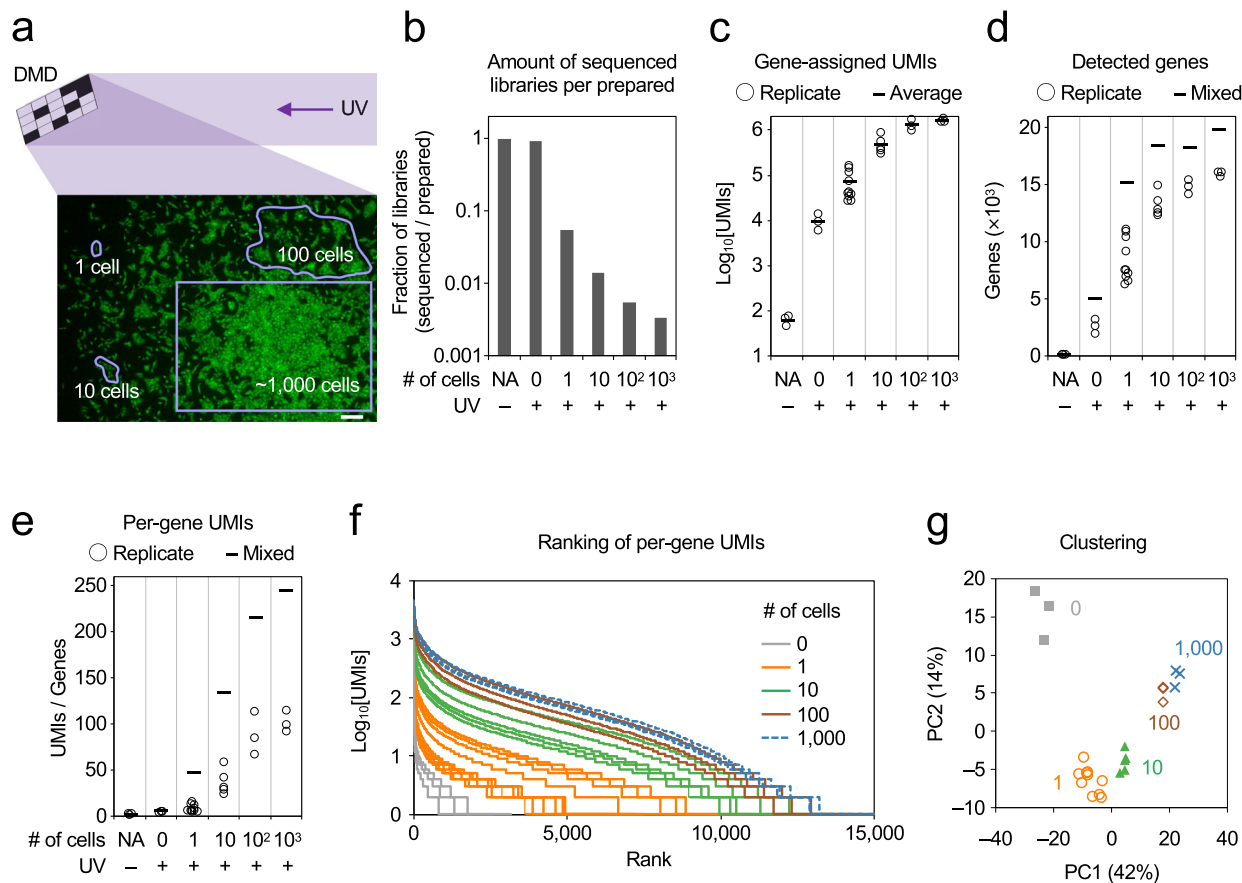 a
DMD
UV
1 cell
100 cells
10 cells
~1,000 cells
b
Amount of sequenced
libraries per prepared
Fraction of libraries
(sequenced / prepared)
1
0.1
0.01
0.001
# of cells NA 0 1 10 10² 10³
UV – + + + + +
c
Gene-assigned UMIs
Replicate Average
Log₁₀[UMIs]
6
5
4
3
2
1
NA 0 1 10 10² 10³
– + + + + +
d
Detected genes
Replicate Mixed
Genes (×10³)
20
15
10
5
0
NA 0 1 10 10² 10³
– + + + + +
e
Per-gene UMIs
Replicate Mixed
UMIs / Genes
250
200
150
100
50
0
# of cells NA 0 1 10 10² 10³
UV – + + + + +
f
Ranking of per-gene UMIs
Log₁₀[UMIs]
4
3
2
1
0
# of cells
0
1
10
100
1,000
0 5,000 10,000 15,000
Rank
g
Clustering
PC2 (14%)
20
15
10
5
0
–5
–10
0
1,000
100
10
1
–40 –20 0 20 40
PC1 (42%)